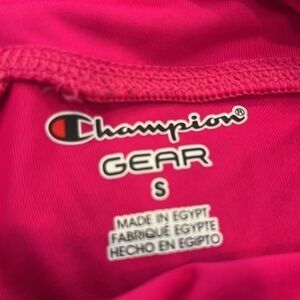 Champion®
GEAR
S
MADE IN EGYPT
FABRIQUÉ EGYPTE
HECHO EN EGIPTO